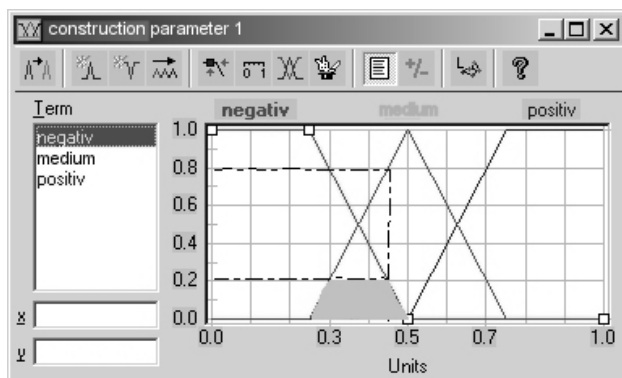 construction parameter 1
Term
negativ
medium
positiv
x
y
negativ medium positiv
1.0
0.8
0.6
0.4
0.2
0.0
0.0 0.3 0.5 0.7 1.0
Units